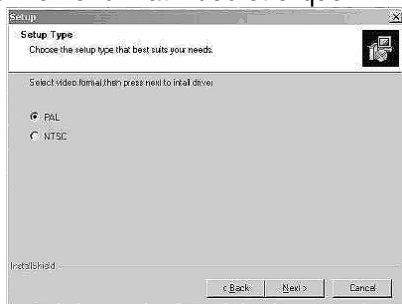 Setup
Setup Type
Choose the setup type that best suits your needs.
Select video format,then press next to intall driver
PAL
NTSC
InstallShield
< Back
Next >
Cancel